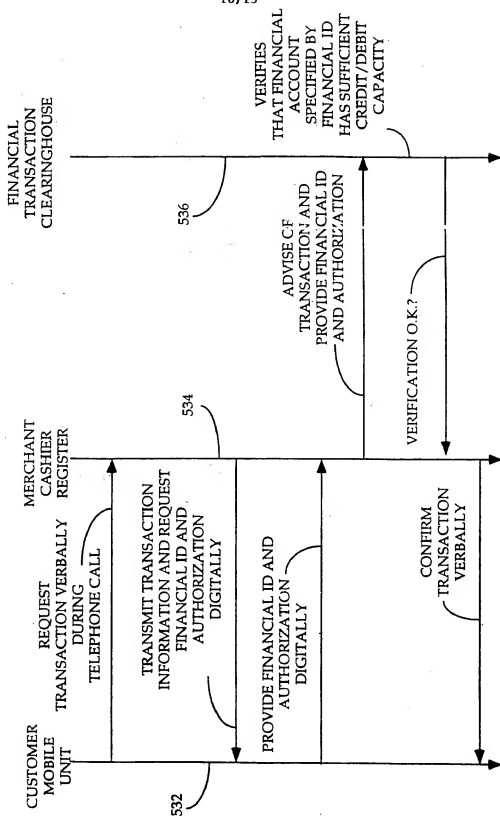 CUSTOMER
MOBILE
UNIT
MERCHANT
CASHIER
REGISTER
FINANCIAL
TRANSACTION
CLEARINGHOUSE
532
534
536
REQUEST
TRANSACTION VERBALLY
DURING
TELEPHONE CALL
TRANSMIT TRANSACTION
INFORMATION AND REQUEST
FINANCIAL ID AND
AUTHORIZATION
DIGITALLY
PROVIDE FINANCIAL ID AND
AUTHORIZATION
DIGITALLY
ADVISE OF
TRANSACTION AND
PROVIDE FINANCIAL ID
AND AUTHORIZATION
VERIFIES
THAT FINANCIAL
ACCOUNT
SPECIFIED BY
FINANCIAL ID
HAS SUFFICIENT
CREDIT/DEBIT
CAPACITY
VERIFICATION O.K.?
CONFIRM
TRANSACTION
VERBALLY